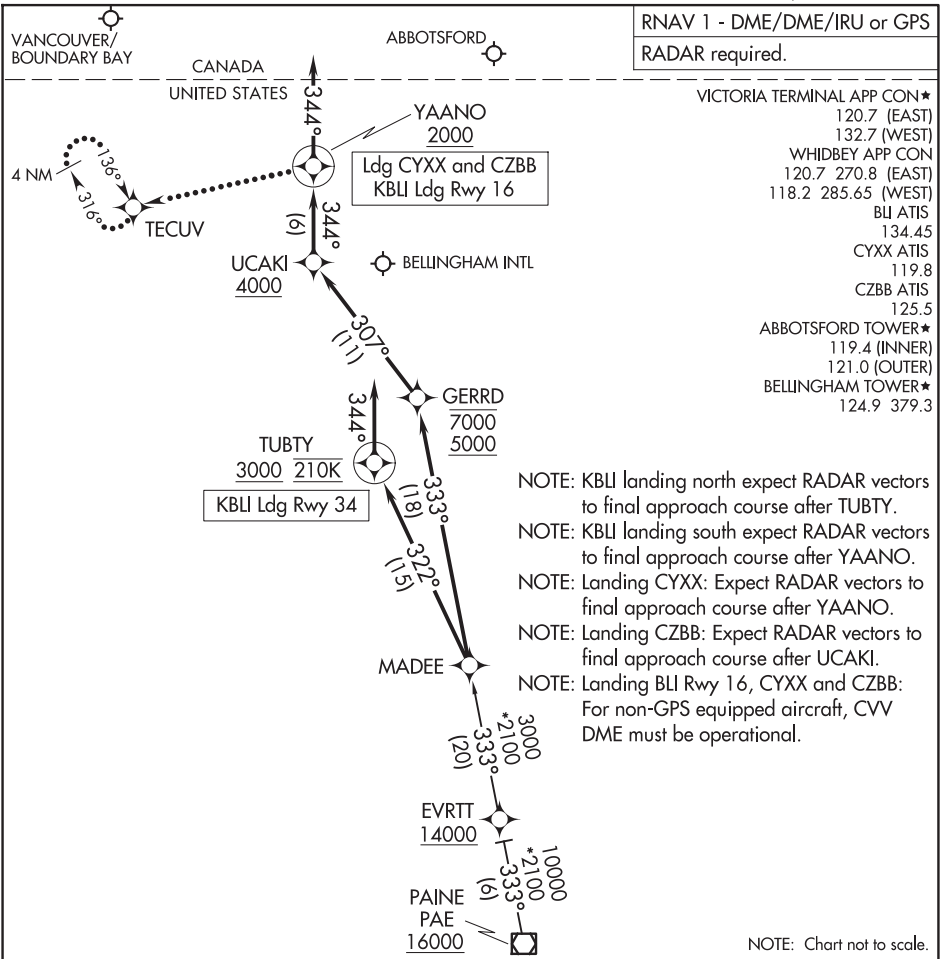 RNAV 1 - DME/DME/IRU or GPS
RADAR required.
VANCOUVER/
BOUNDARY BAY
ABBOTSFORD
CANADA
UNITED STATES
344°
YAANO
2000
Ldg CYXX and CZBB
KBLI Ldg Rwy 16
4 NM
136°
316°
TECUV
344°
(6)
UCAKI
4000
BELLINGHAM INTL
307°
(11)
GERRD
7000
5000
344°
TUBTY
3000 210K
KBLI Ldg Rwy 34
333°
(18)
322°
(15)
MADEE
3000
*2100
333°
(20)
EVRTT
14000
10000
*2100
333°
(6)
PAINE
PAE
16000
VICTORIA TERMINAL APP CON★
120.7 (EAST)
132.7 (WEST)
WHIDBEY APP CON
120.7 270.8 (EAST)
118.2 285.65 (WEST)
BLI ATIS
134.45
CYXX ATIS
119.8
CZBB ATIS
125.5
ABBOTSFORD TOWER★
119.4 (INNER)
121.0 (OUTER)
BELLINGHAM TOWER★
124.9 379.3
NOTE: KBLI landing north expect RADAR vectors
to final approach course after TUBTY.
NOTE: KBLI landing south expect RADAR vectors
to final approach course after YAANO.
NOTE: Landing CYXX: Expect RADAR vectors to
final approach course after YAANO.
NOTE: Landing CZBB: Expect RADAR vectors to
final approach course after UCAKI.
NOTE: Landing BLI Rwy 16, CYXX and CZBB:
For non-GPS equipped aircraft, CVV
DME must be operational.
NOTE: Chart not to scale.